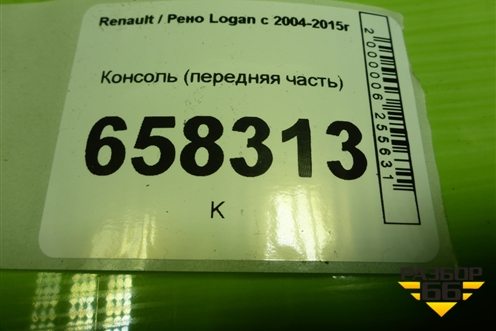 Renault / Рено Logan с 2004-2015г
Консоль (передняя часть)
658313
К
2000006255631
РАЗБОР
66